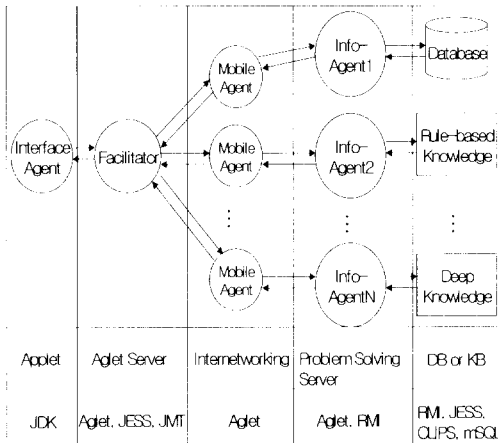 Mobile
Agent
Info-
Agent1
Database
Interface
Agent
Facilitator
Mobile
Agent
Info-
Agent2
Rule-based
Knowledge
Mobile
Agent
Info-
AgentN
Deep
Knowledge
Applet
Aglet Server
Internetworking
Problem Solving
Server
DB or KB
JDK
Aglet, JESS, JMT
Aglet
Aglet, RMI
RMI, JESS,
CLIPS, mSQL